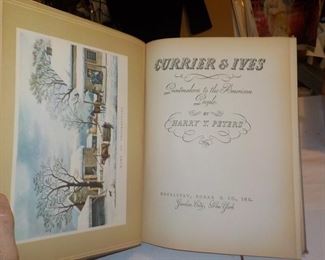 CURRIER & IVES
Printmakers to the American
People
BY
HARRY T. PETERS
DOUBLEDAY, DORAN & CO., INC.
Garden City, New York